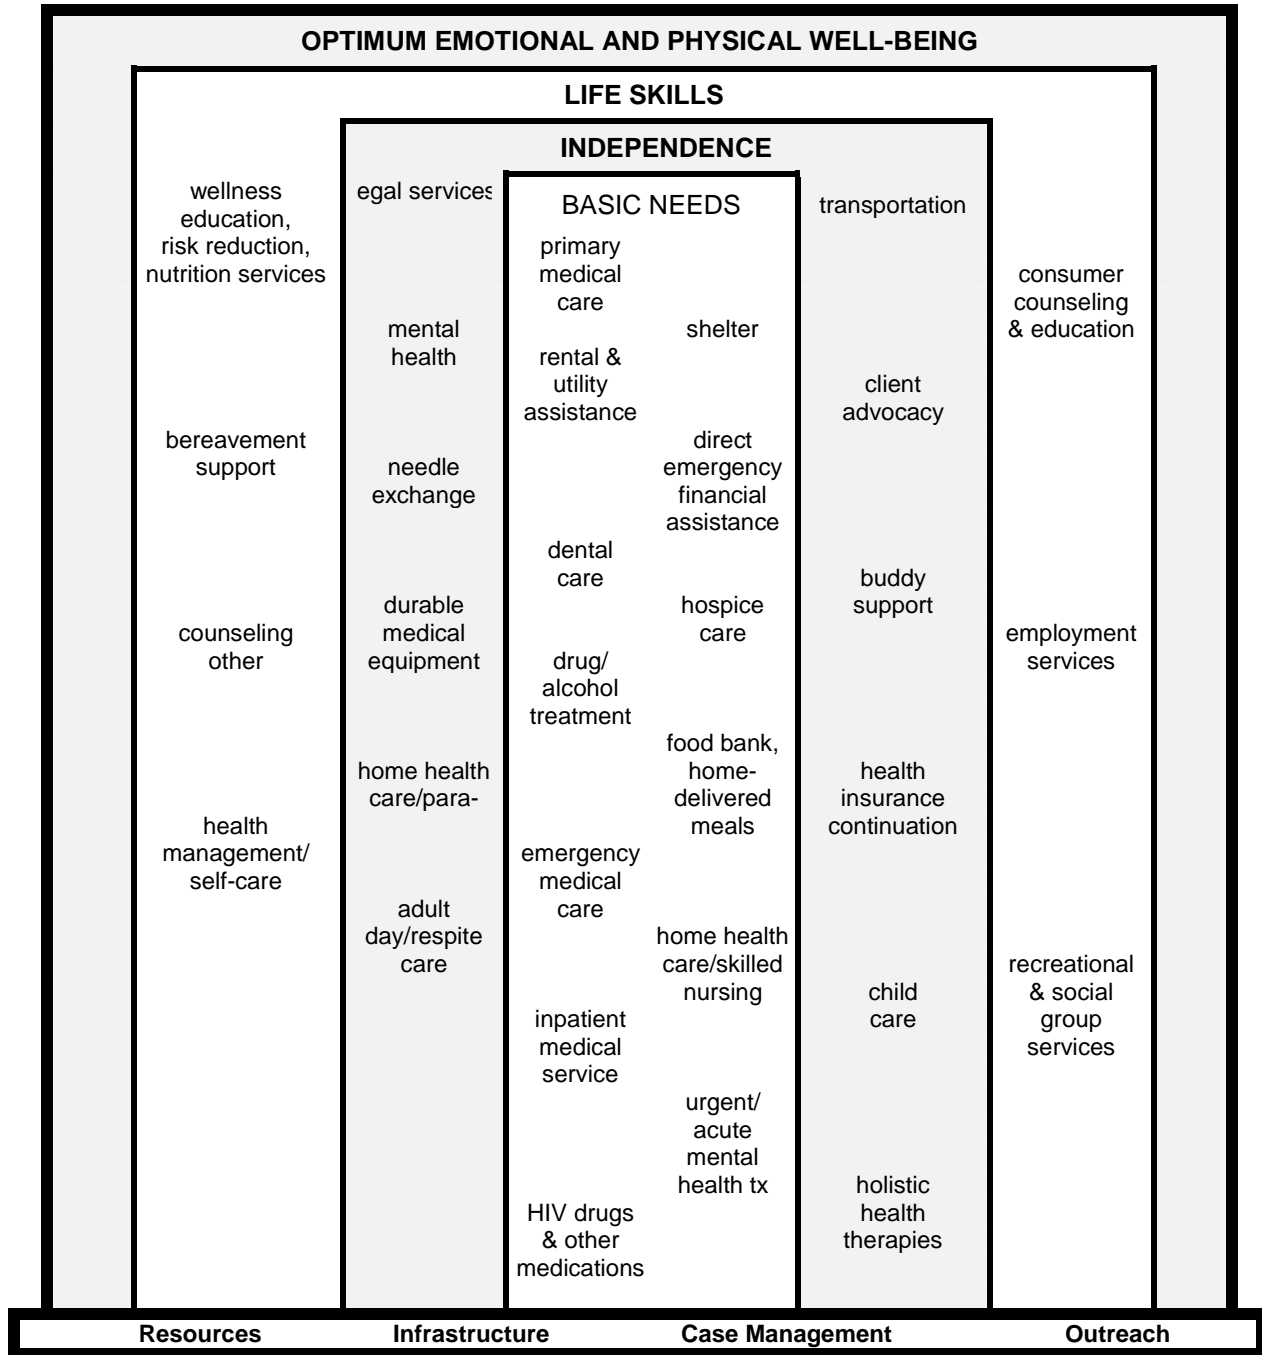 OPTIMUM EMOTIONAL AND PHYSICAL WELL-BEING
LIFE SKILLS
INDEPENDENCE
BASIC NEEDS
wellness
education,
risk reduction,
nutrition services
bereavement
support
counseling
other
health
management/
self-care
egal services
mental
health
needle
exchange
durable
medical
equipment
home health
care/para-
adult
day/respite
care
primary
medical
care
rental &
utility
assistance
dental
care
drug/
alcohol
treatment
emergency
medical
care
inpatient
medical
service
HIV drugs
& other
medications
shelter
direct
emergency
financial
assistance
hospice
care
food bank,
home-
delivered
meals
home health
care/skilled
nursing
urgent/
acute
mental
health tx
transportation
client
advocacy
buddy
support
health
insurance
continuation
child
care
holistic
health
therapies
consumer
counseling
& education
employment
services
recreational
& social
group
services
Resources Infrastructure Case Management Outreach